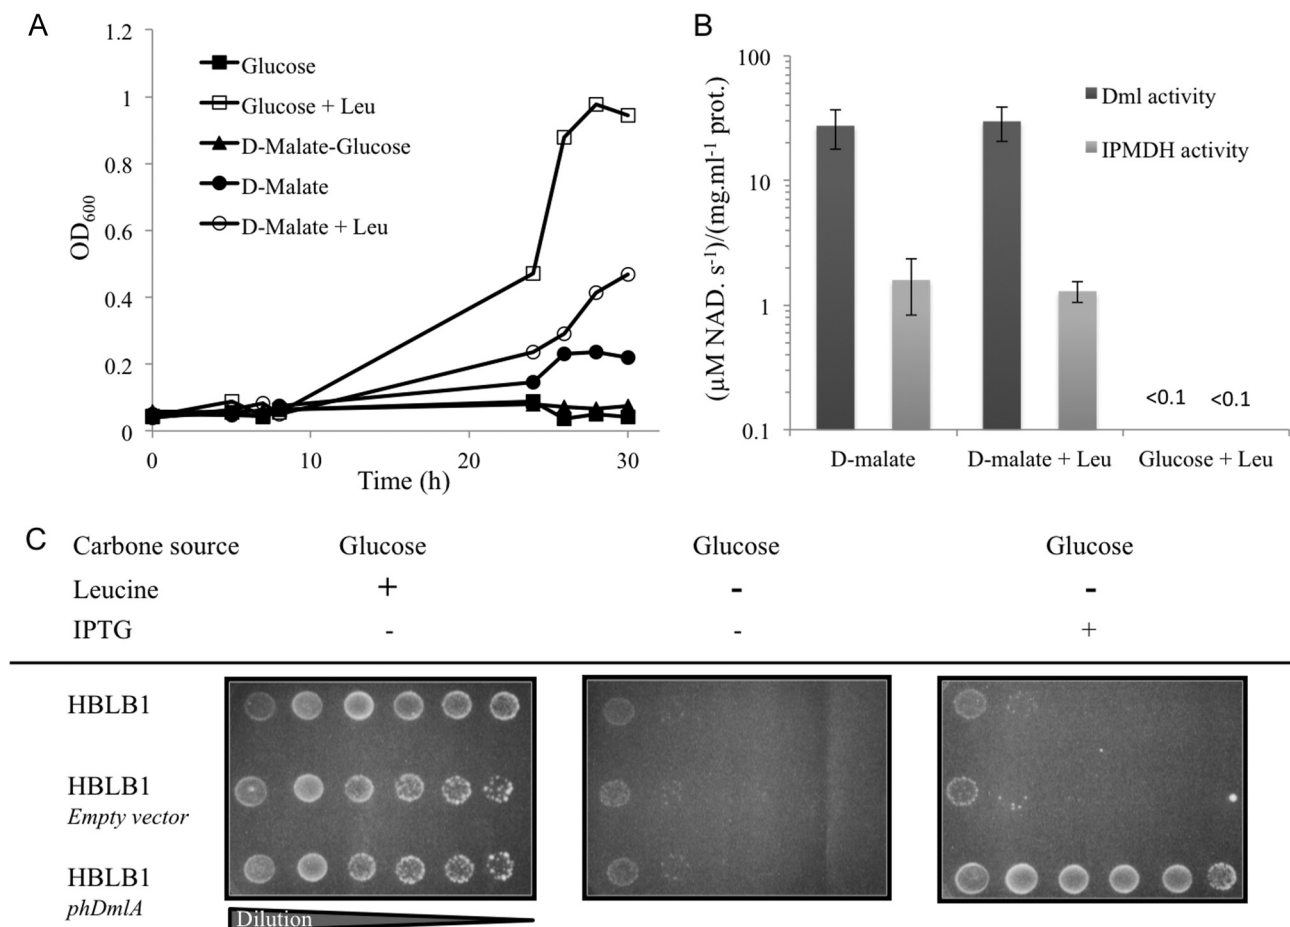 A
1.2
1
0.8
0.6
0.4
0.2
0
OD600
Glucose
Glucose + Leu
D-Malate-Glucose
D-Malate
D-Malate + Leu
0 10 20 30
Time (h)
B
100
10
1
0.1
(µM NAD. s-1)/(mg.ml-1 prot.)
Dml activity
IPMDH activity
<0.1 <0.1
D-malate D-malate + Leu Glucose + Leu
C
Carbone source Glucose Glucose Glucose
Leucine + - -
IPTG - - +
HBLB1
HBLB1
Empty vector
HBLB1
phDmlA
Dilution